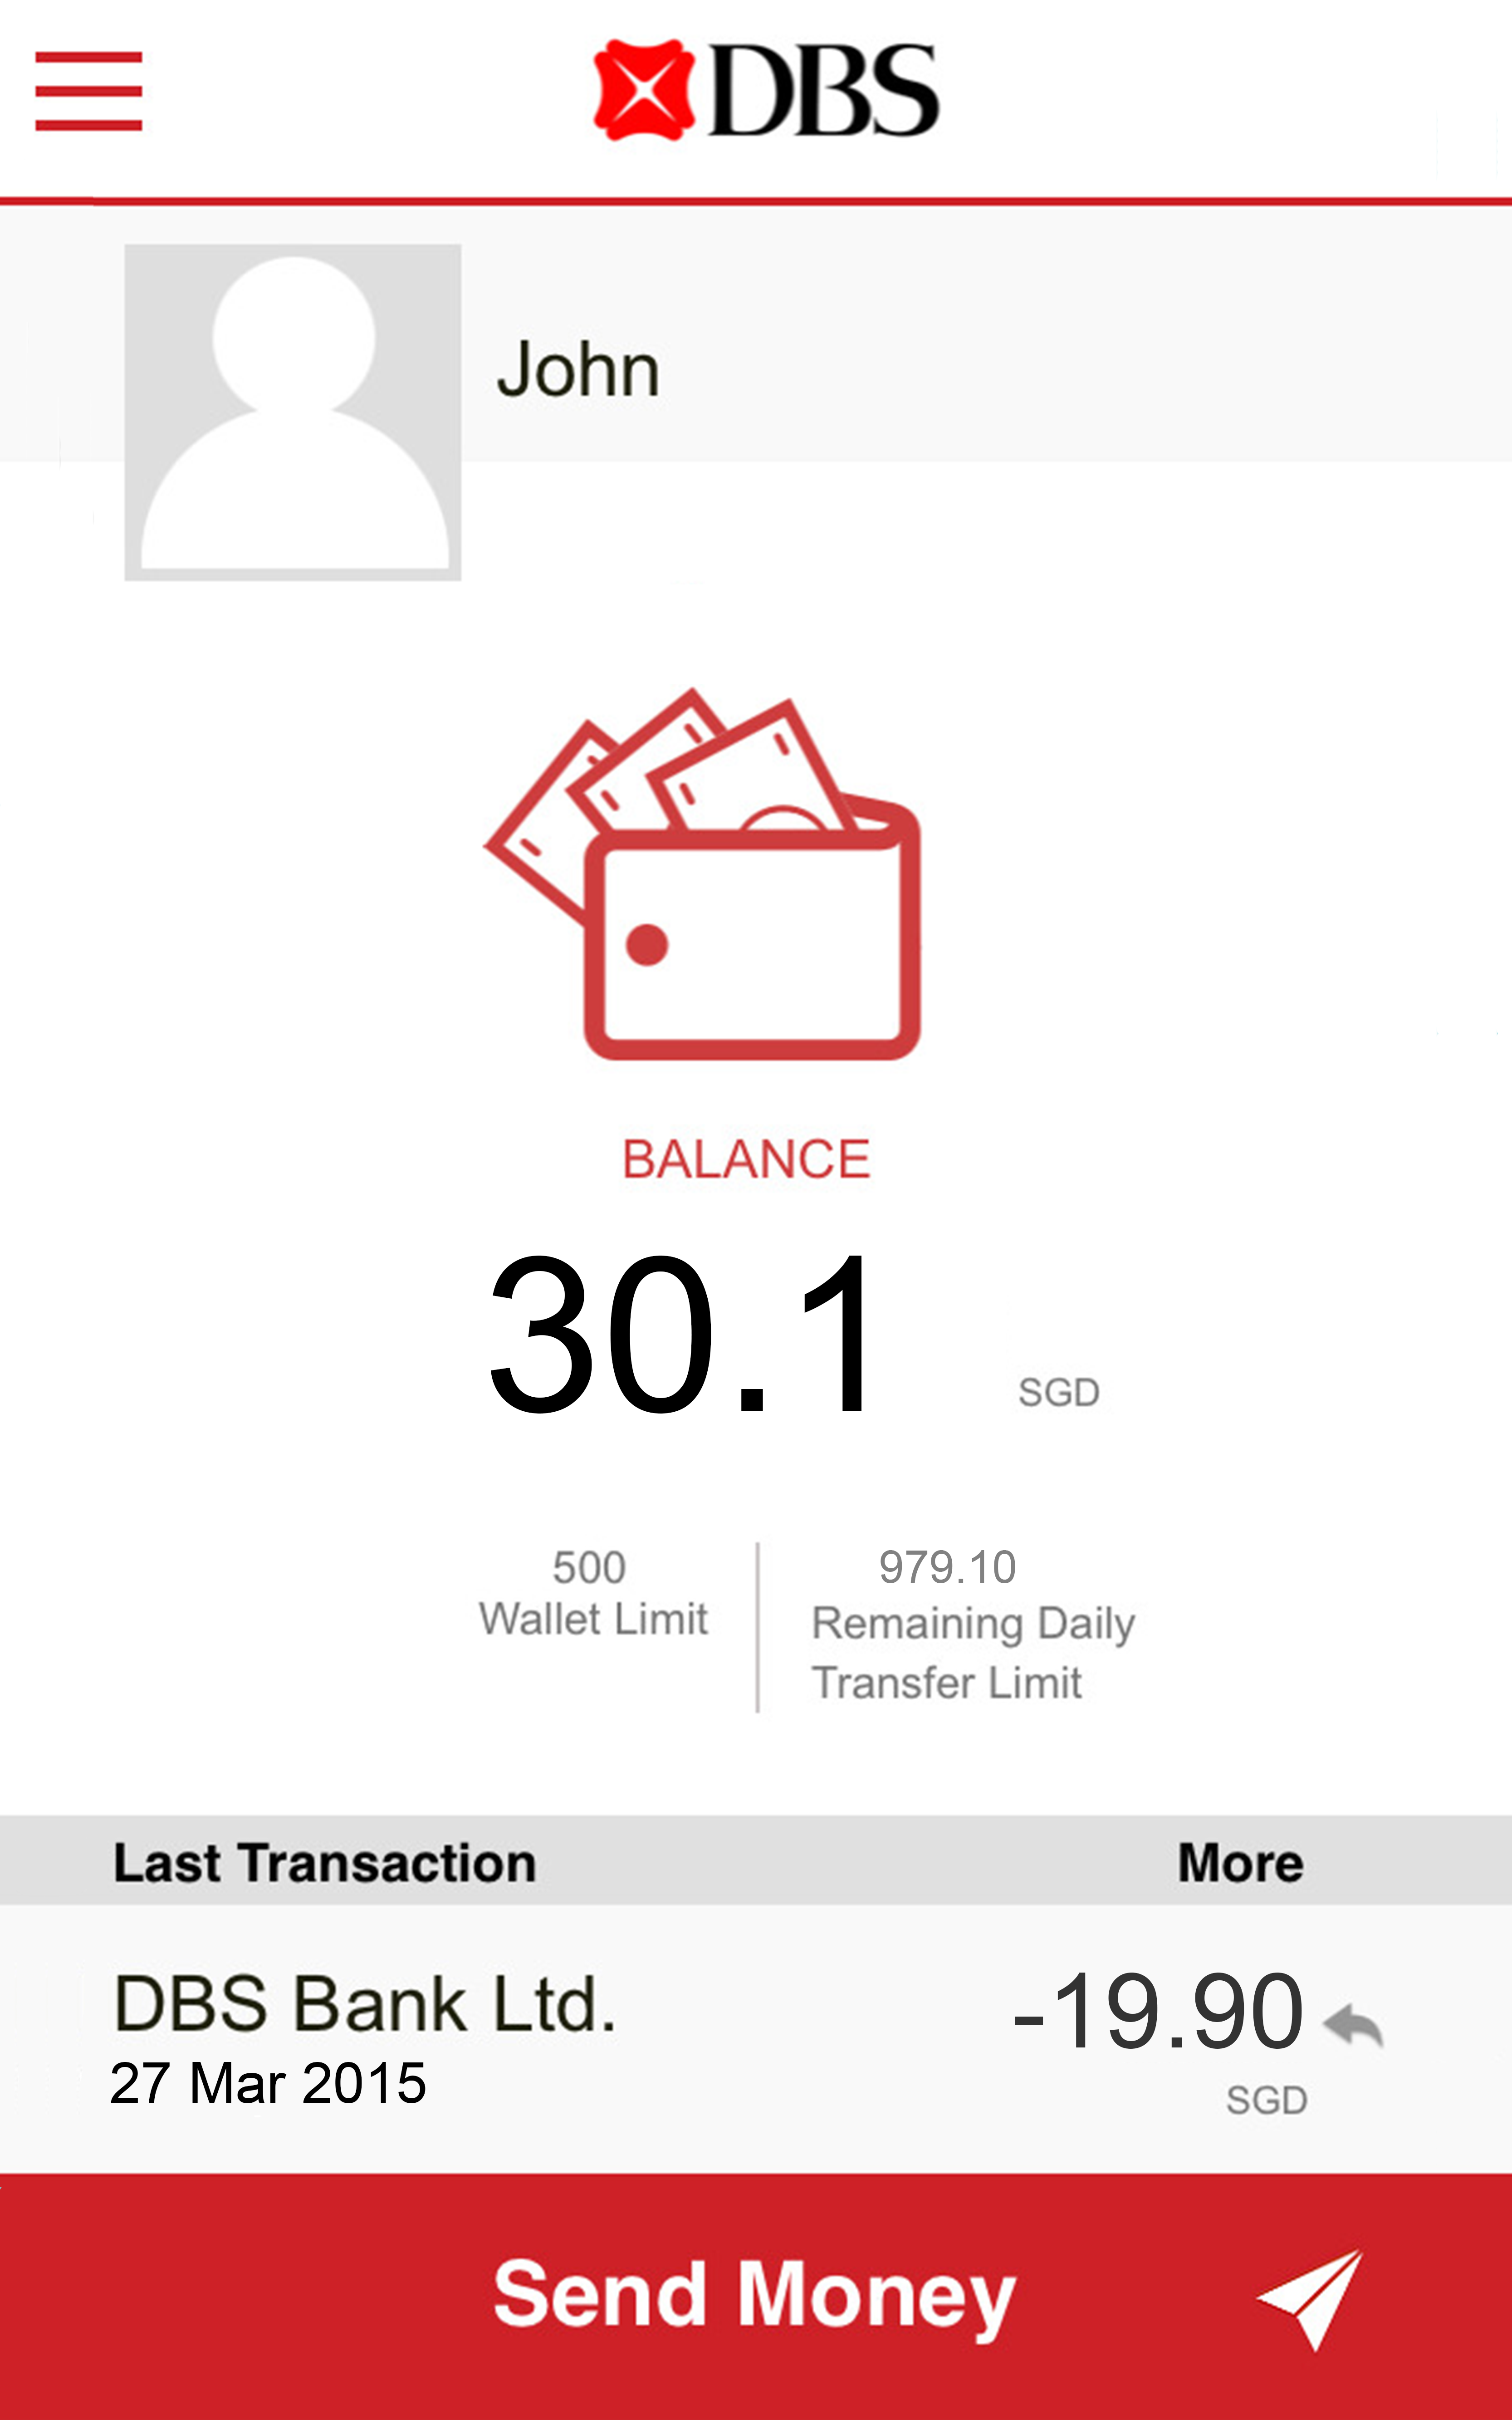 DBS
John
BALANCE
30.1 SGD
500
Wallet Limit
979.10
Remaining Daily
Transfer Limit
Last Transaction More
DBS Bank Ltd. -19.90
27 Mar 2015 SGD
Send Money